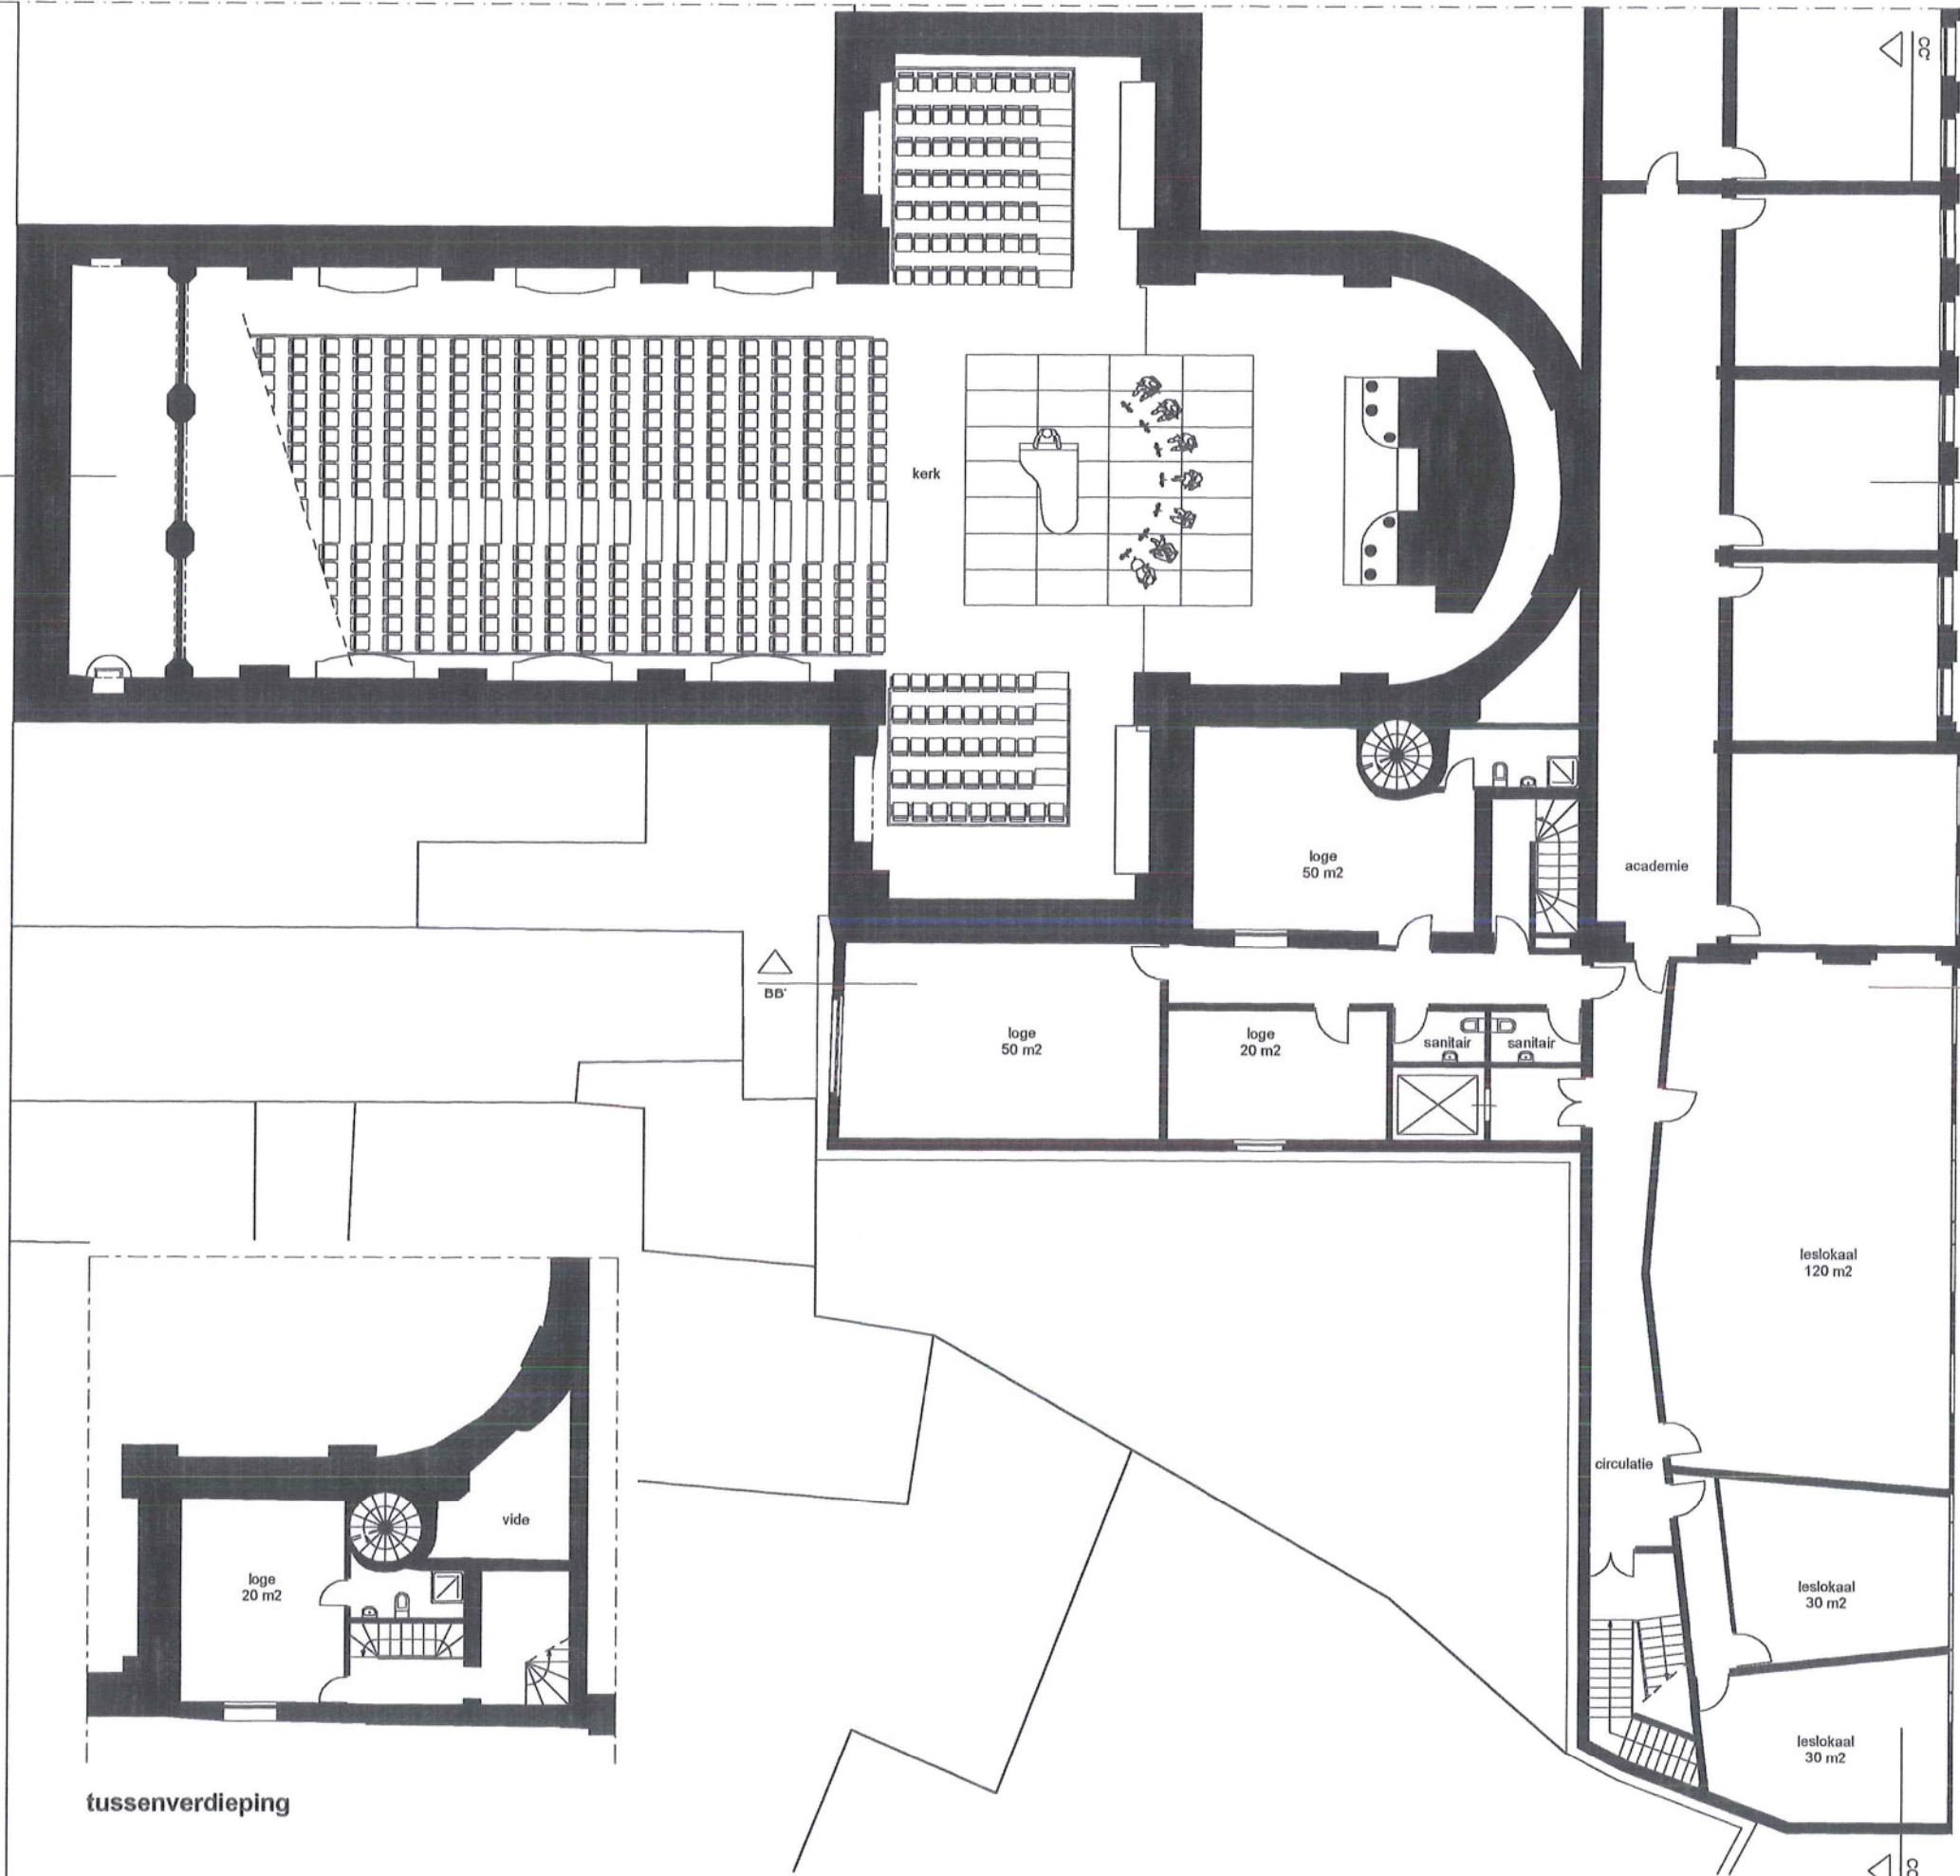 CC'
kerk
loge
50 m2
academie
BB'
loge
50 m2
loge
20 m2
sanitair
sanitair
leslokaal
120 m2
circulatie
vide
loge
20 m2
leslokaal
30 m2
leslokaal
30 m2
tussenverdieping